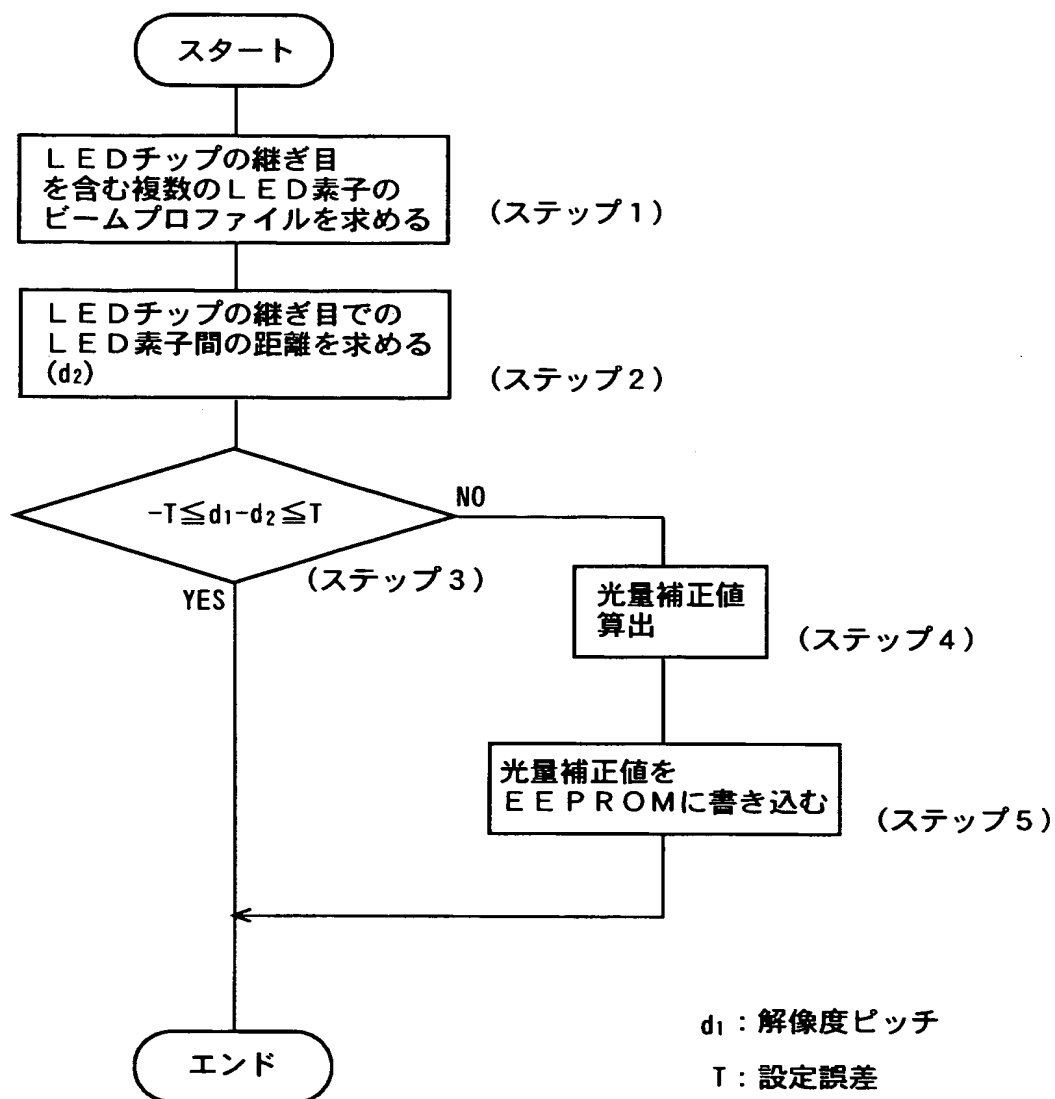 スタート
ＬＥＤチップの継ぎ目
を含む複数のＬＥＤ素子の
ビームプロファイルを求める
（ステップ１）
ＬＥＤチップの継ぎ目での
ＬＥＤ素子間の距離を求める
(d₂)
（ステップ２）
-T≦d₁-d₂≦T
NO
（ステップ３）
YES
光量補正値
算出
（ステップ４）
光量補正値を
ＥＥＰＲＯＭに書き込む
（ステップ５）
エンド
d₁：解像度ピッチ
T：設定誤差